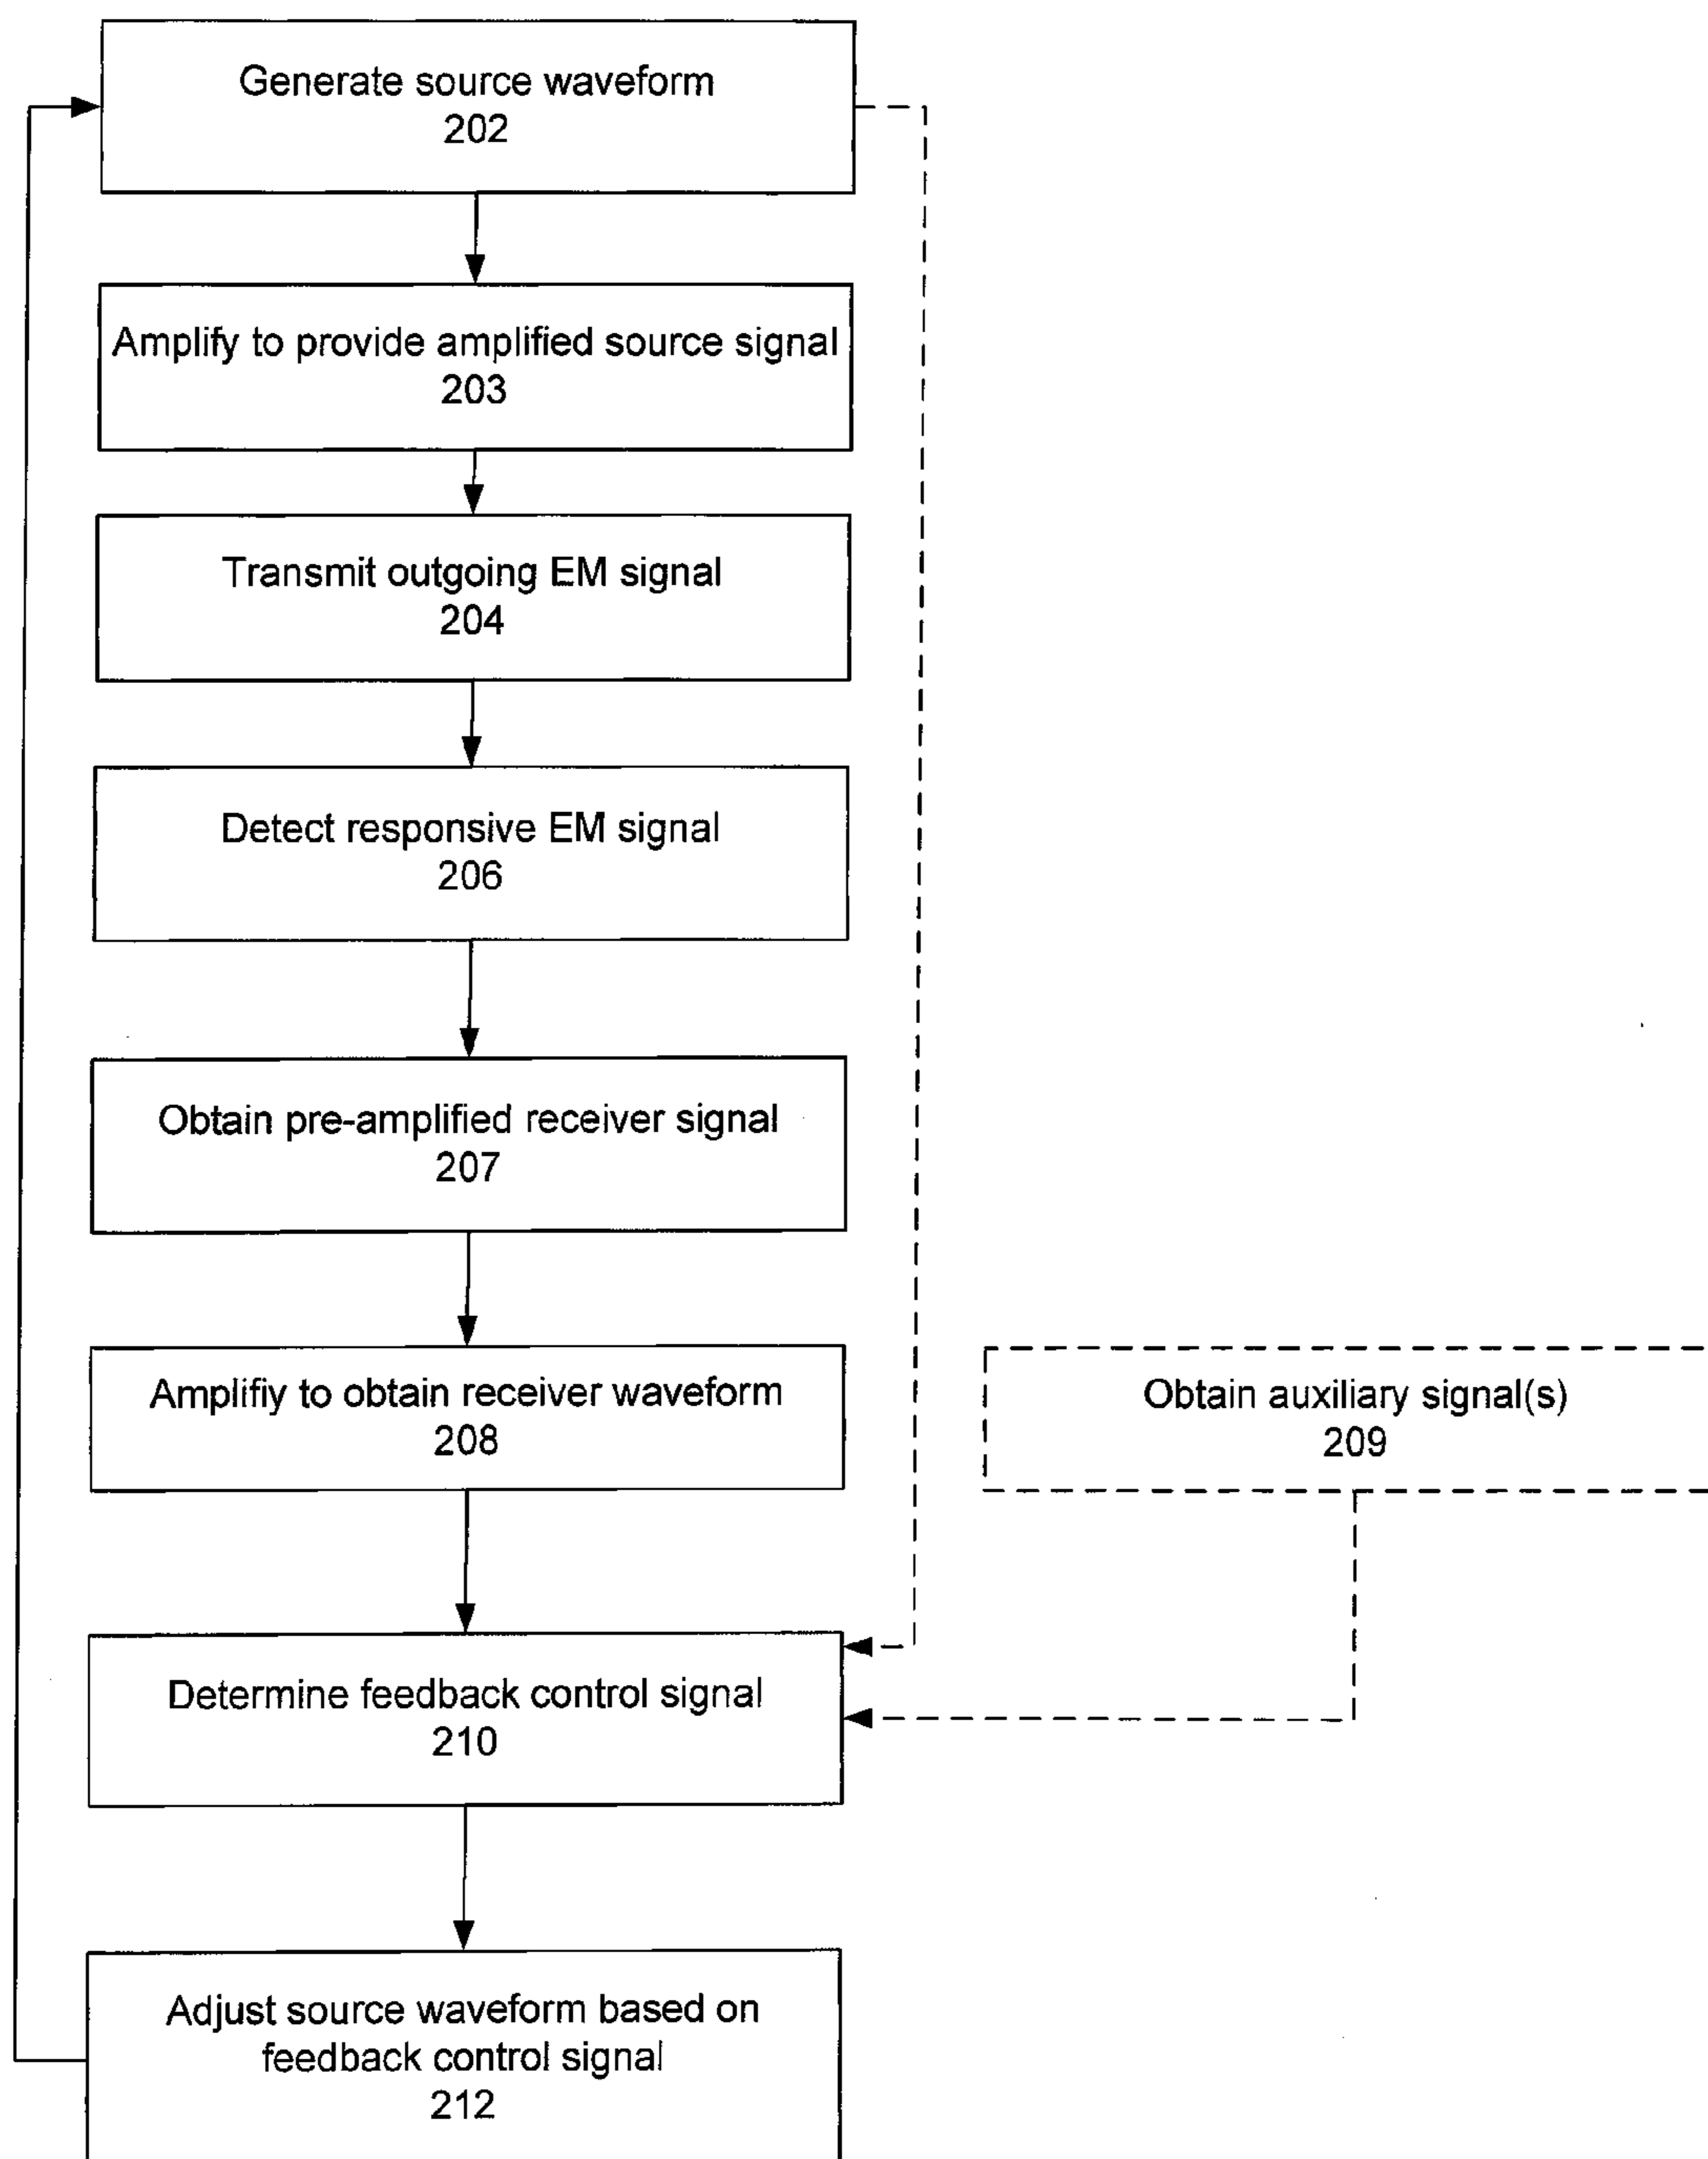 Generate source waveform
202
Amplify to provide amplified source signal
203
Transmit outgoing EM signal
204
Detect responsive EM signal
206
Obtain pre-amplified receiver signal
207
Amplifiy to obtain receiver waveform
208
Obtain auxiliary signal(s)
209
Determine feedback control signal
210
Adjust source waveform based on
feedback control signal
212